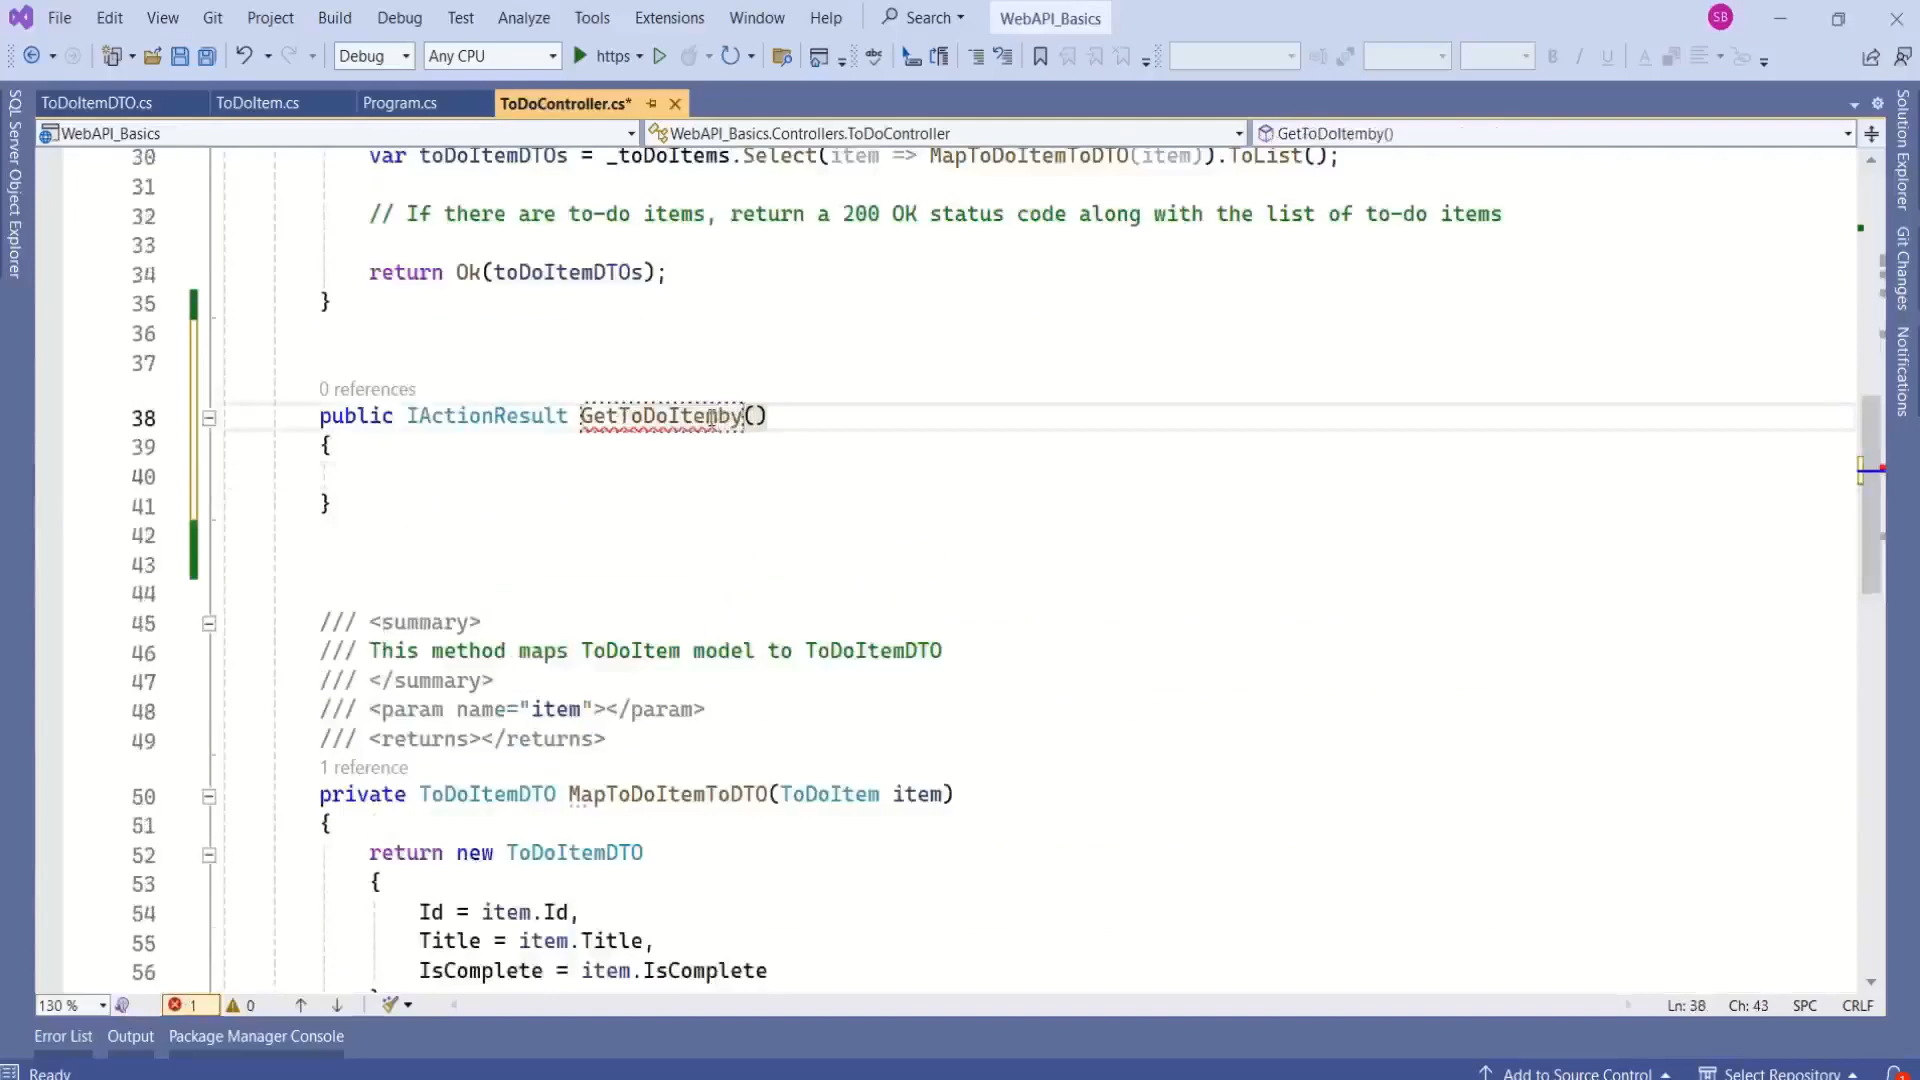 File Edit View Git Project Build Debug Test Analyze Tools Extensions Window Help Search WebAPI_Basics SB
Debug Any CPU https
ToDoItemDTO.cs ToDoItem.cs Program.cs ToDoController.cs*
WebAPI_Basics WebAPI_Basics.Controllers.ToDoController GetToDoItemby()
SQL Server Object Explorer
Solution Explorer
Git Changes
Notifications
30 var toDoItemDTOs = _toDoItems.Select(item => MapToDoItemToDTO(item)).ToList();
31
32 // If there are to-do items, return a 200 OK status code along with the list of to-do items
33
34 return Ok(toDoItemDTOs);
35 }
36
37
0 references
38 public IActionResult GetToDoItemby()
39 {
40
41 }
42
43
44
45 /// <summary>
46 /// This method maps ToDoItem model to ToDoItemDTO
47 /// </summary>
48 /// <param name="item"></param>
49 /// <returns></returns>
1 reference
50 private ToDoItemDTO MapToDoItemToDTO(ToDoItem item)
51 {
52 return new ToDoItemDTO
53 {
54 Id = item.Id,
55 Title = item.Title,
56 IsComplete = item.IsComplete
130 % 1 0 Ln: 38 Ch: 43 SPC CRLF
Error List Output Package Manager Console
Ready Add to Source Control Select Repository